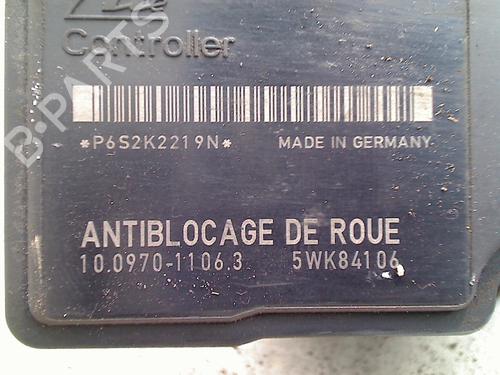 Controller
*P6S2K2219N* MADE IN GERMANY
ANTIBLOCAGE DE ROUE
10.0970-1106.3 5WK84106
B-PARTS